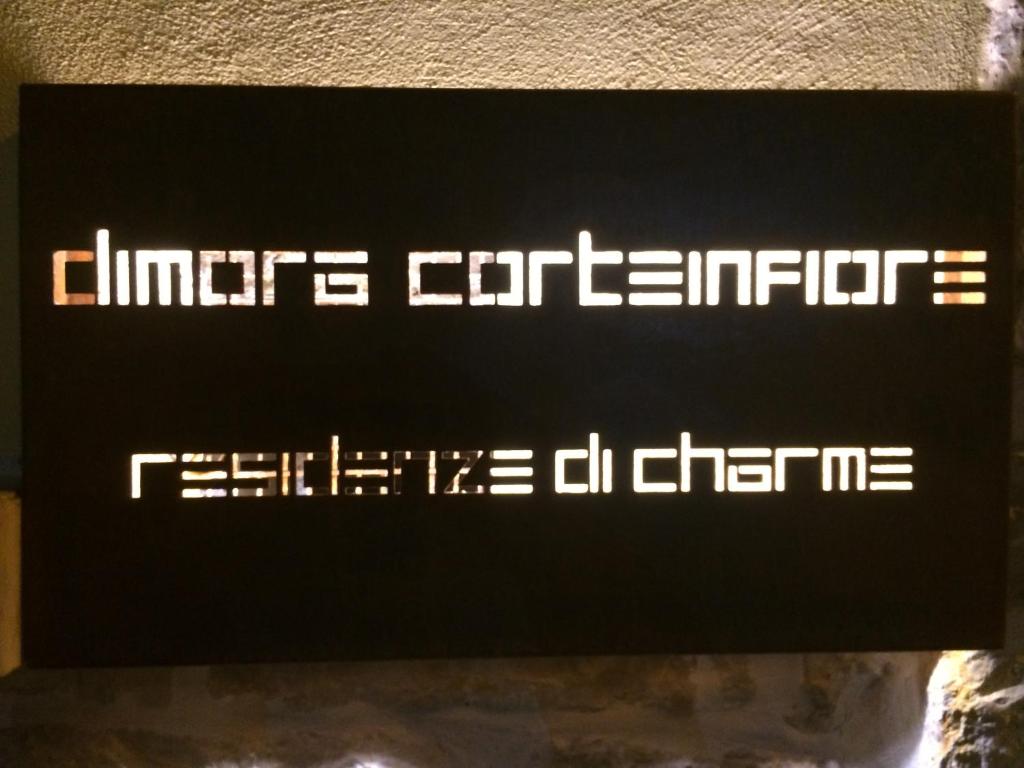 dimora corteinfiore
residenze di charme